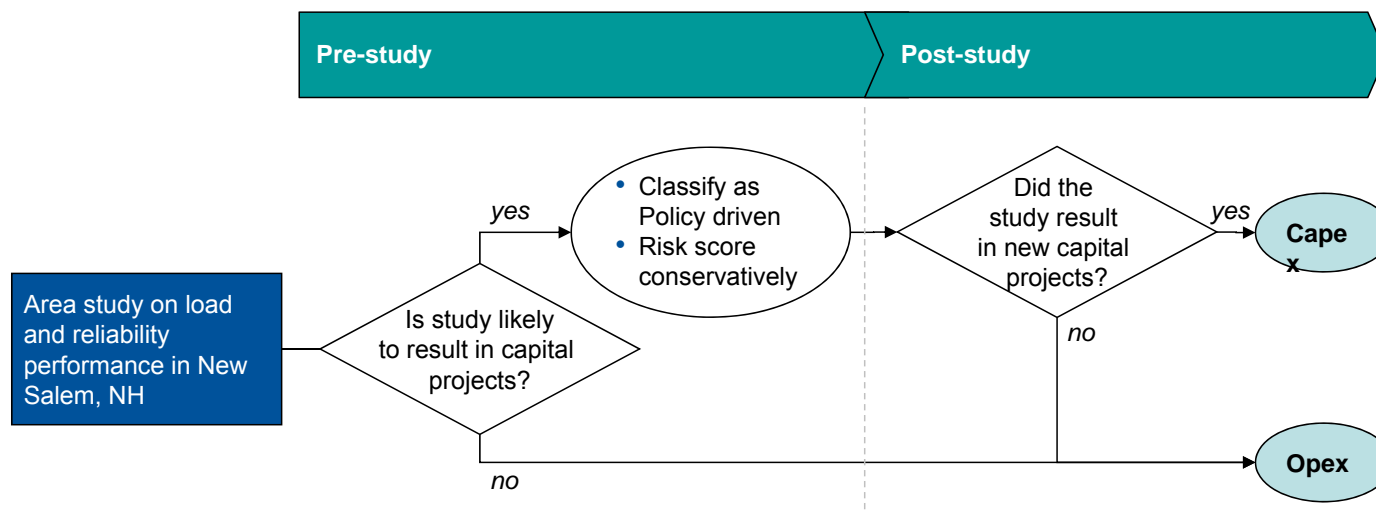 Pre-study
Post-study
Area study on load
and reliability
performance in New
Salem, NH
Is study likely
to result in capital
projects?
yes
no
• Classify as
Policy driven
• Risk score
conservatively
Did the
study result
in new capital
projects?
yes
no
Cape
x
Opex